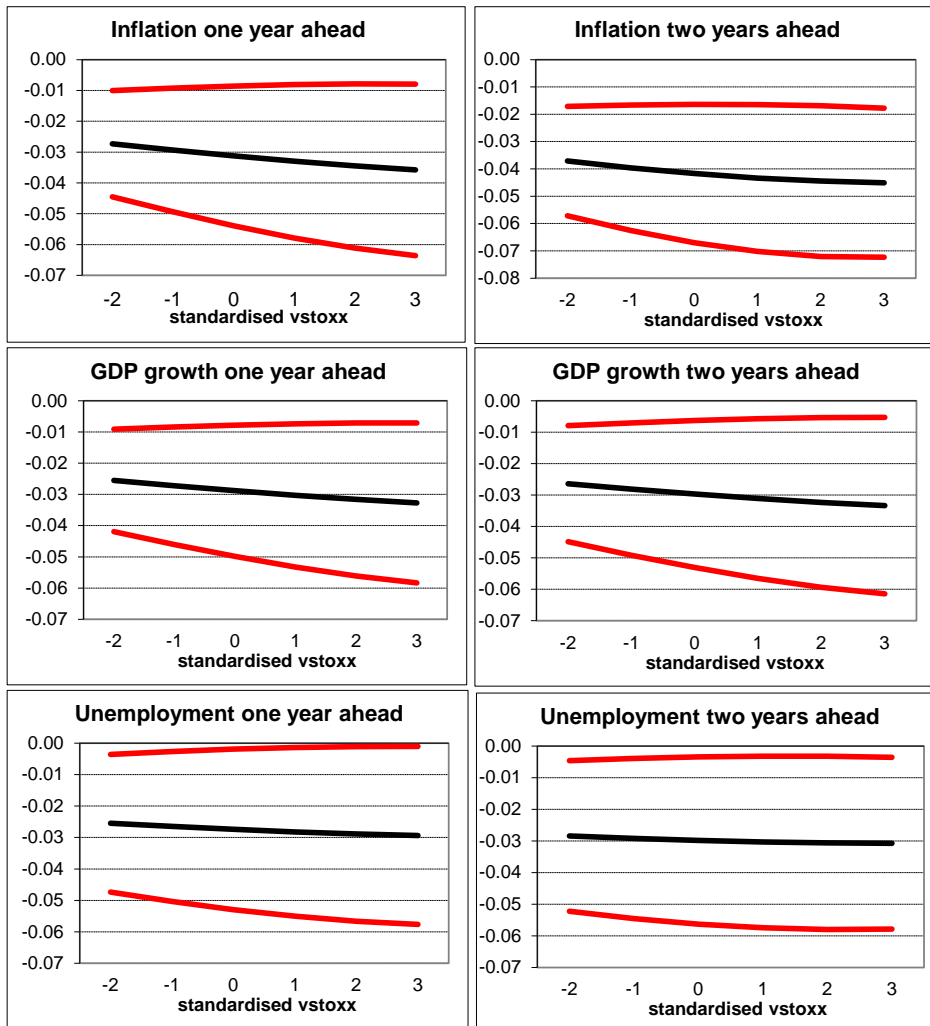 Inflation one year ahead
0.00
-0.01
-0.02
-0.03
-0.04
-0.05
-0.06
-0.07
-2 -1 0 1 2 3
standardised vstoxx
Inflation two years ahead
0.00
-0.01
-0.02
-0.03
-0.04
-0.05
-0.06
-0.07
-0.08
-2 -1 0 1 2 3
standardised vstoxx
GDP growth one year ahead
0.00
-0.01
-0.02
-0.03
-0.04
-0.05
-0.06
-0.07
-2 -1 0 1 2 3
standardised vstoxx
GDP growth two years ahead
0.00
-0.01
-0.02
-0.03
-0.04
-0.05
-0.06
-0.07
-2 -1 0 1 2 3
standardised vstoxx
Unemployment one year ahead
0.00
-0.01
-0.02
-0.03
-0.04
-0.05
-0.06
-0.07
-2 -1 0 1 2 3
standardised vstoxx
Unemployment two years ahead
0.00
-0.01
-0.02
-0.03
-0.04
-0.05
-0.06
-0.07
-2 -1 0 1 2 3
standardised vstoxx